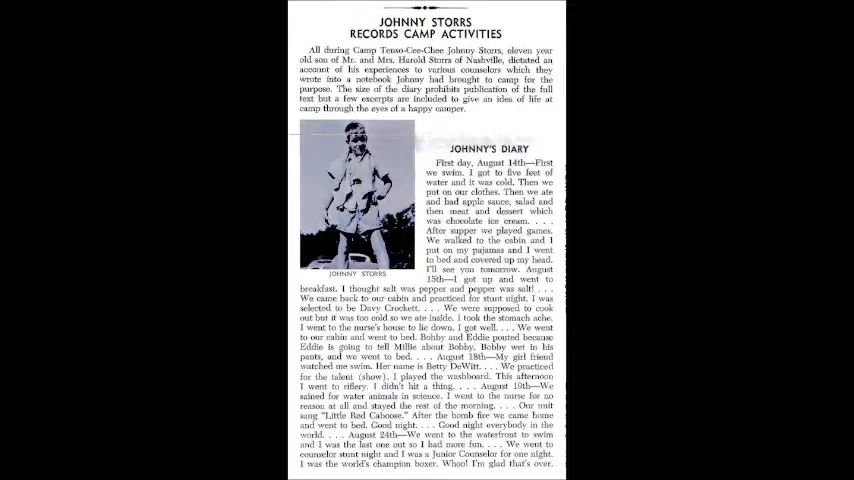 JOHNNY STORRS
RECORDS CAMP ACTIVITIES
All during Camp Tenso-Cee-Chee Johnny Storrs, eleven year
old son of Mr. and Mrs. Harold Storrs of Nashville, dictated an
account of his experiences to various counselors which they
wrote into a notebook Johnny had brought to camp for the
purpose. The size of the diary prohibits publication of the full
text but a few excerpts are included to give an idea of life at
camp through the eyes of a happy camper.
JOHNNY STORRS
JOHNNY'S DIARY
First day, August 14th—First
we swim. I got to five feet of
water and it was cold. Then we
put on our clothes. Then we ate
and had apple sauce, salad and
then meat and dessert which
was chocolate ice cream. . . .
After supper we played games.
We walked to the cabin and I
put on my pajamas and I went
to bed and covered up my head.
I'll see you tomorrow. August
15th—I got up and went to
breakfast. I thought salt was pepper and pepper was salt! . . .
We came back to our cabin and practiced for stunt night. I was
selected to be Davy Crockett. . . . We were supposed to cook
out but it was too cold so we ate inside. I took the stomach ache.
I went to the nurse's house to lie down. I got well. . . . We went
to our cabin and went to bed. Bobby and Eddie pouted because
Eddie is going to tell Millie about Bobby. Bobby wet in his
pants, and we went to bed. . . . August 18th—My girl friend
watched me swim. Her name is Betty DeWitt. . . . We practiced
for the talent (show). I played the washboard. This afternoon
I went to riflery. I didn't hit a thing. . . . August 19th—We
sained for water animals in science. I went to the nurse for no
reason at all and stayed the rest of the morning. . . . Our unit
sang "Little Red Caboose." After the bomb fire we came home
and went to bed. Good night. . . . Good night everybody in the
world. . . . August 24th—We went to the waterfront to swim
and I was the last one out so I had more fun. . . . We went to
counselor stunt night and I was a Junior Counselor for one night.
I was the world's champion boxer. Whoo! I'm glad that's over.